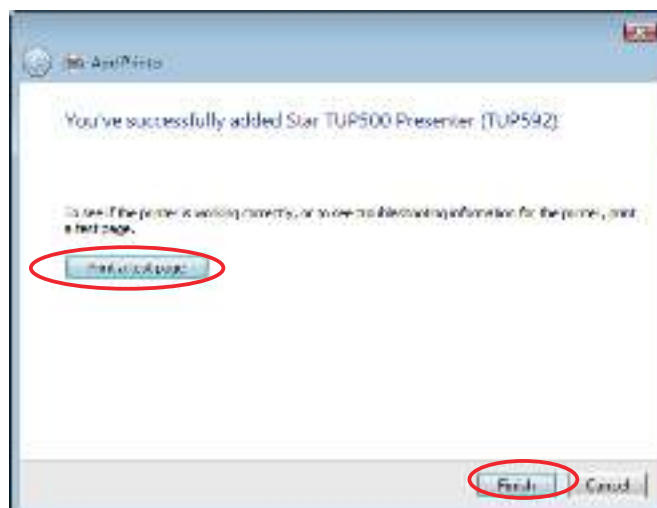 Add Printer
You've successfully added Star TUP500 Presenter (TUP592)
To see if the printer is working correctly, or to see troubleshooting information for the printer, print
a test page.
Print a test page
Finish Cancel